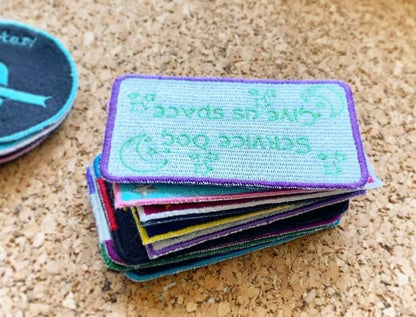 Service Dog
Give us space